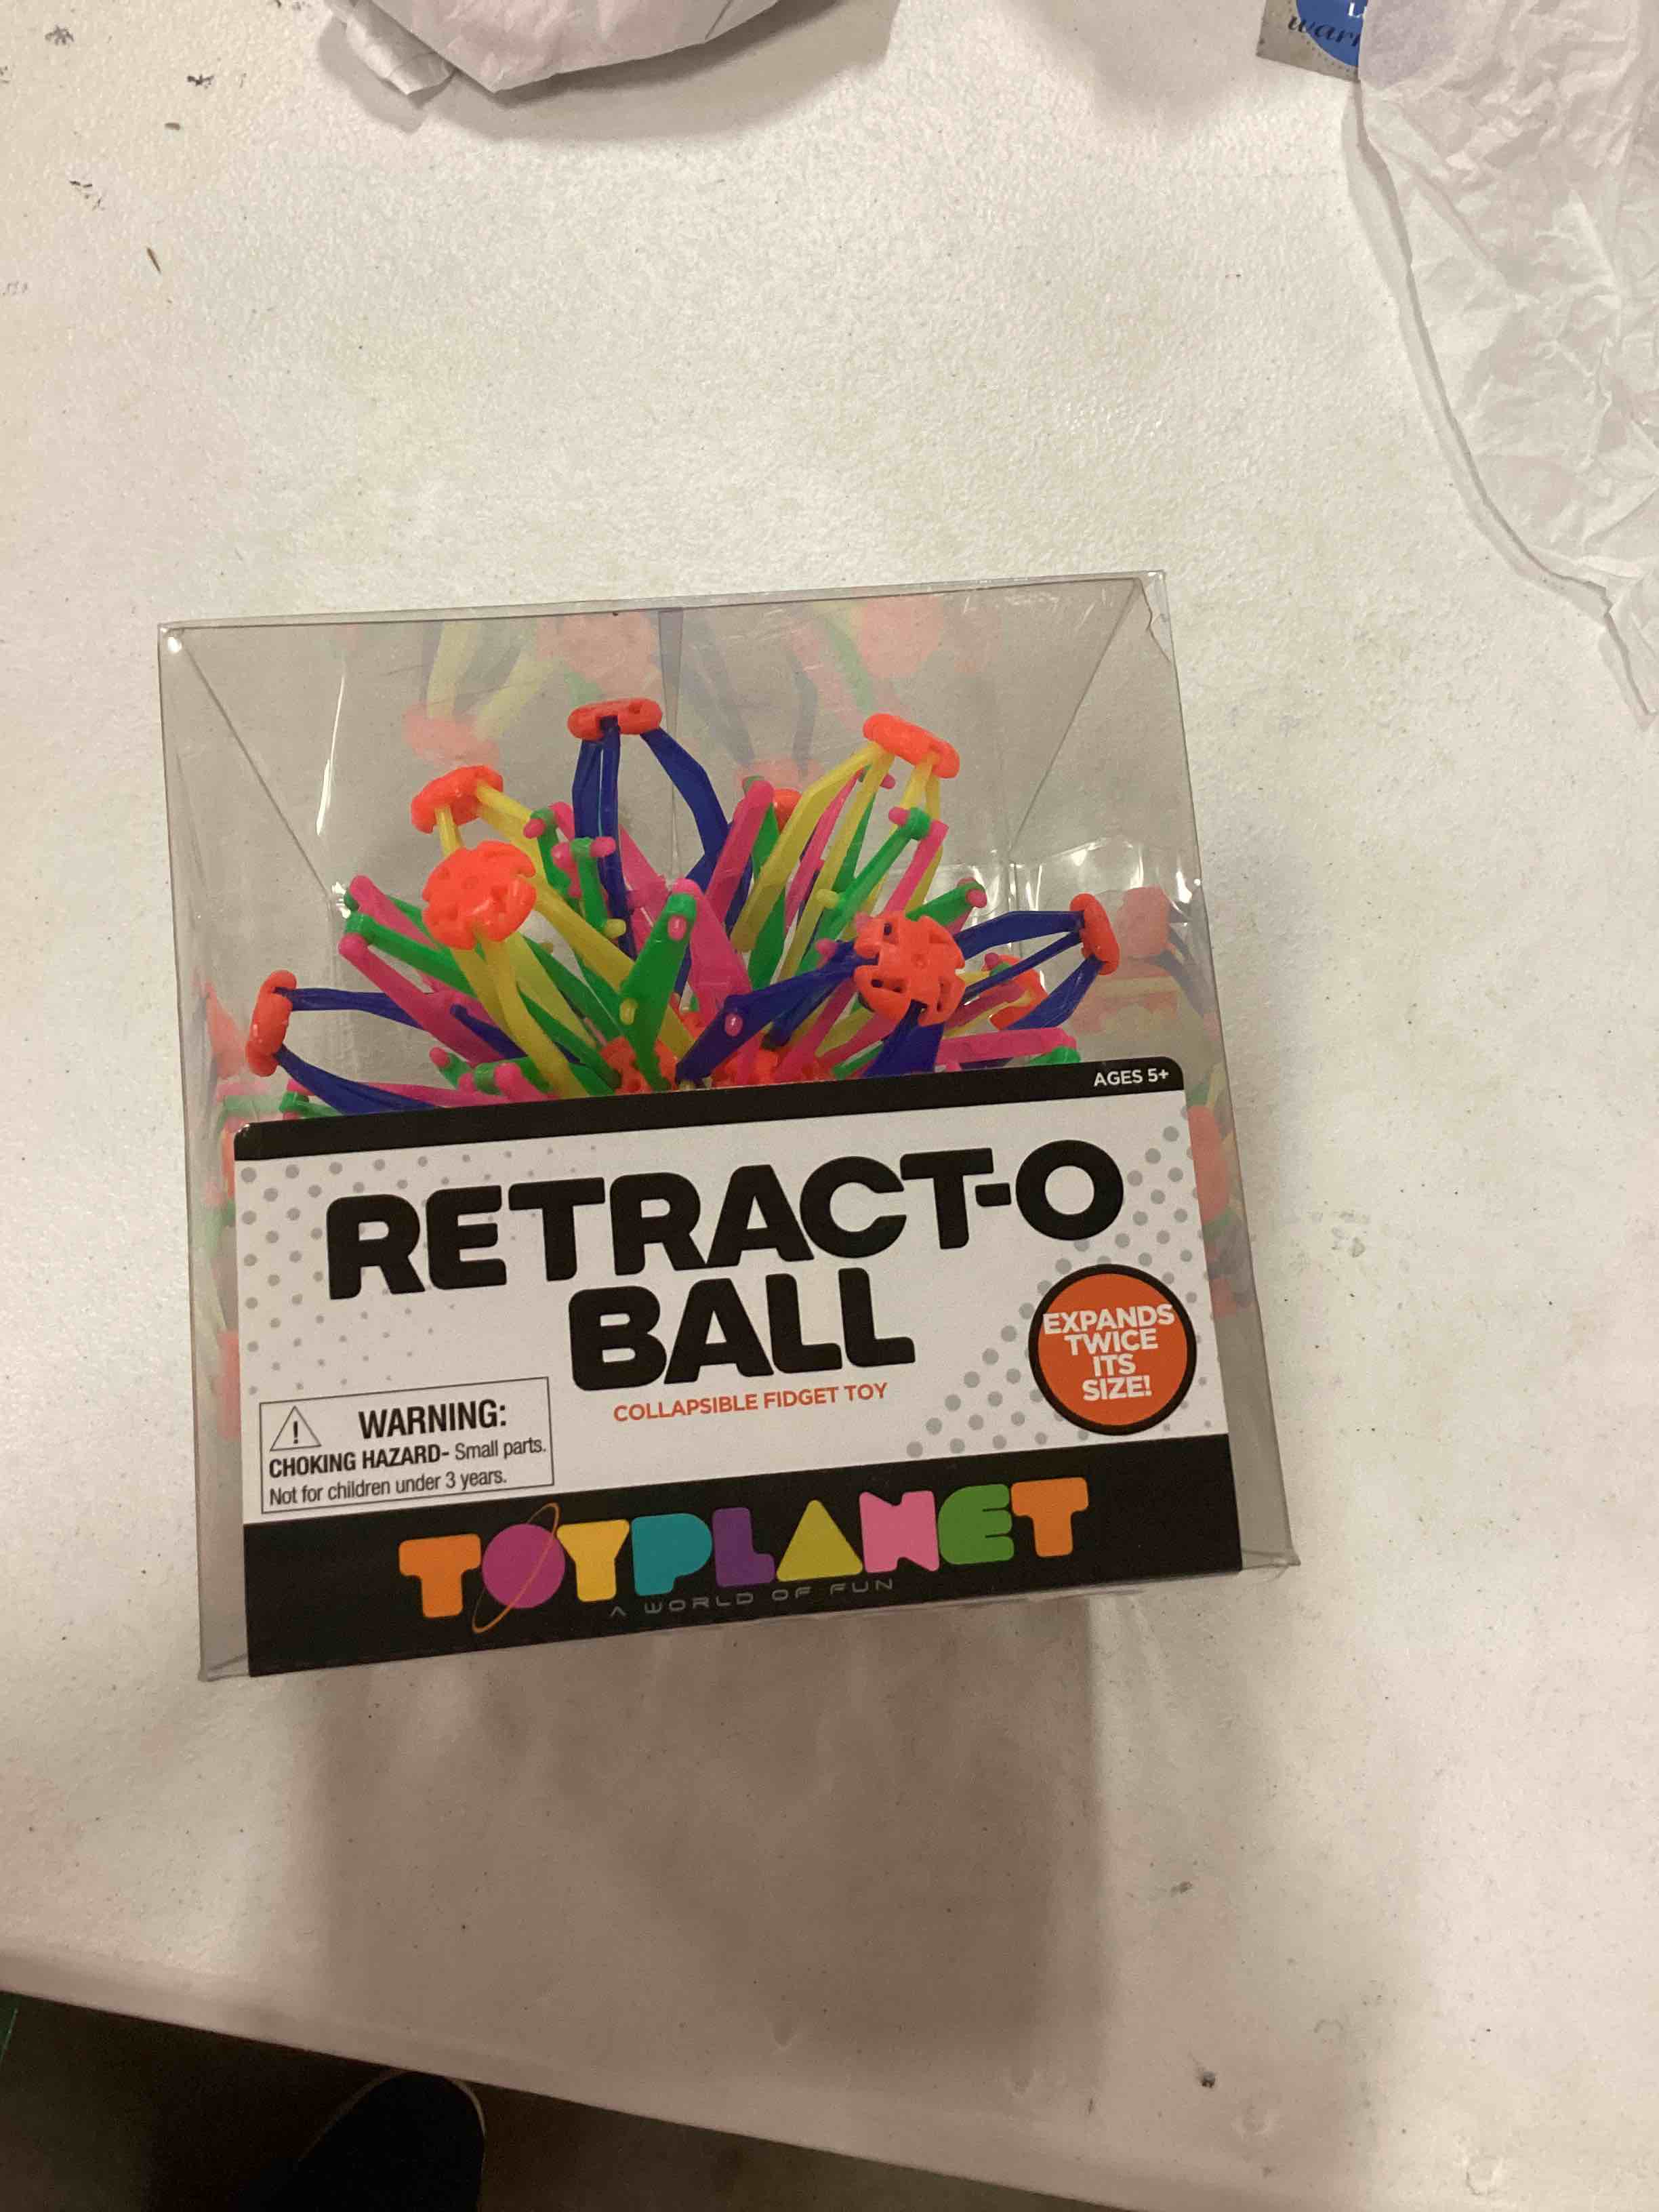 AGES 5+
RETRACT-O
BALL
COLLAPSIBLE FIDGET TOY
EXPANDS
TWICE
ITS
SIZE!
WARNING:
CHOKING HAZARD- Small parts.
Not for children under 3 years.
TOYPLANET
A WORLD OF FUN